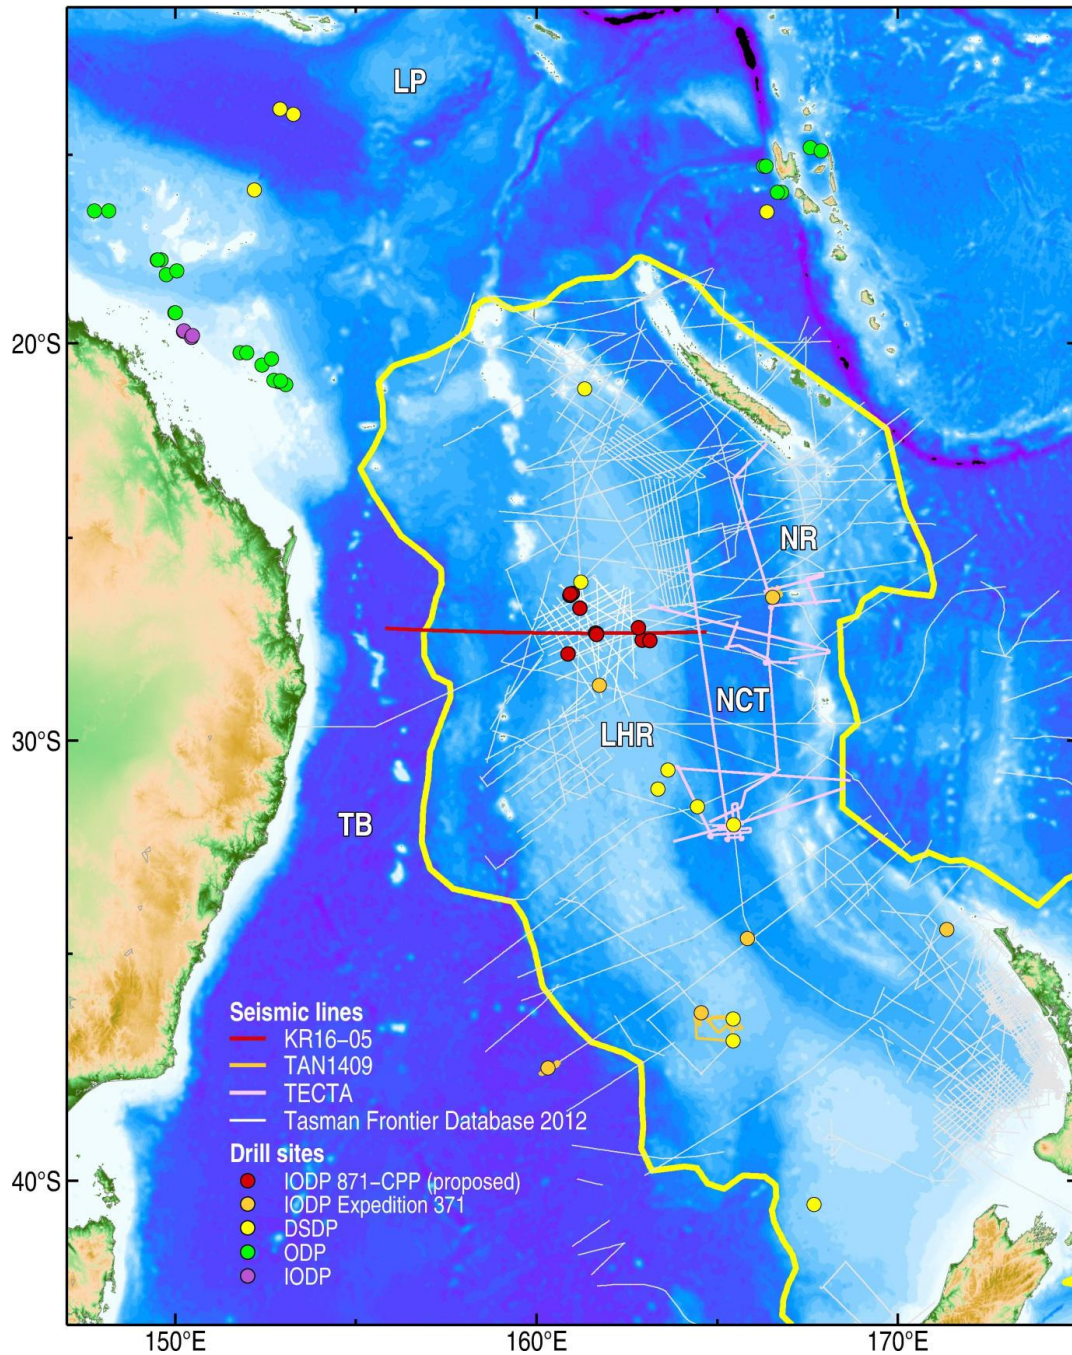 LP
20°S
NR
NCT
LHR
30°S
TB
Seismic lines
KR16-05
TAN1409
TECTA
Tasman Frontier Database 2012
Drill sites
IODP 871-CPP (proposed)
IODP Expedition 371
DSDP
ODP
IODP
40°S
150°E
160°E
170°E